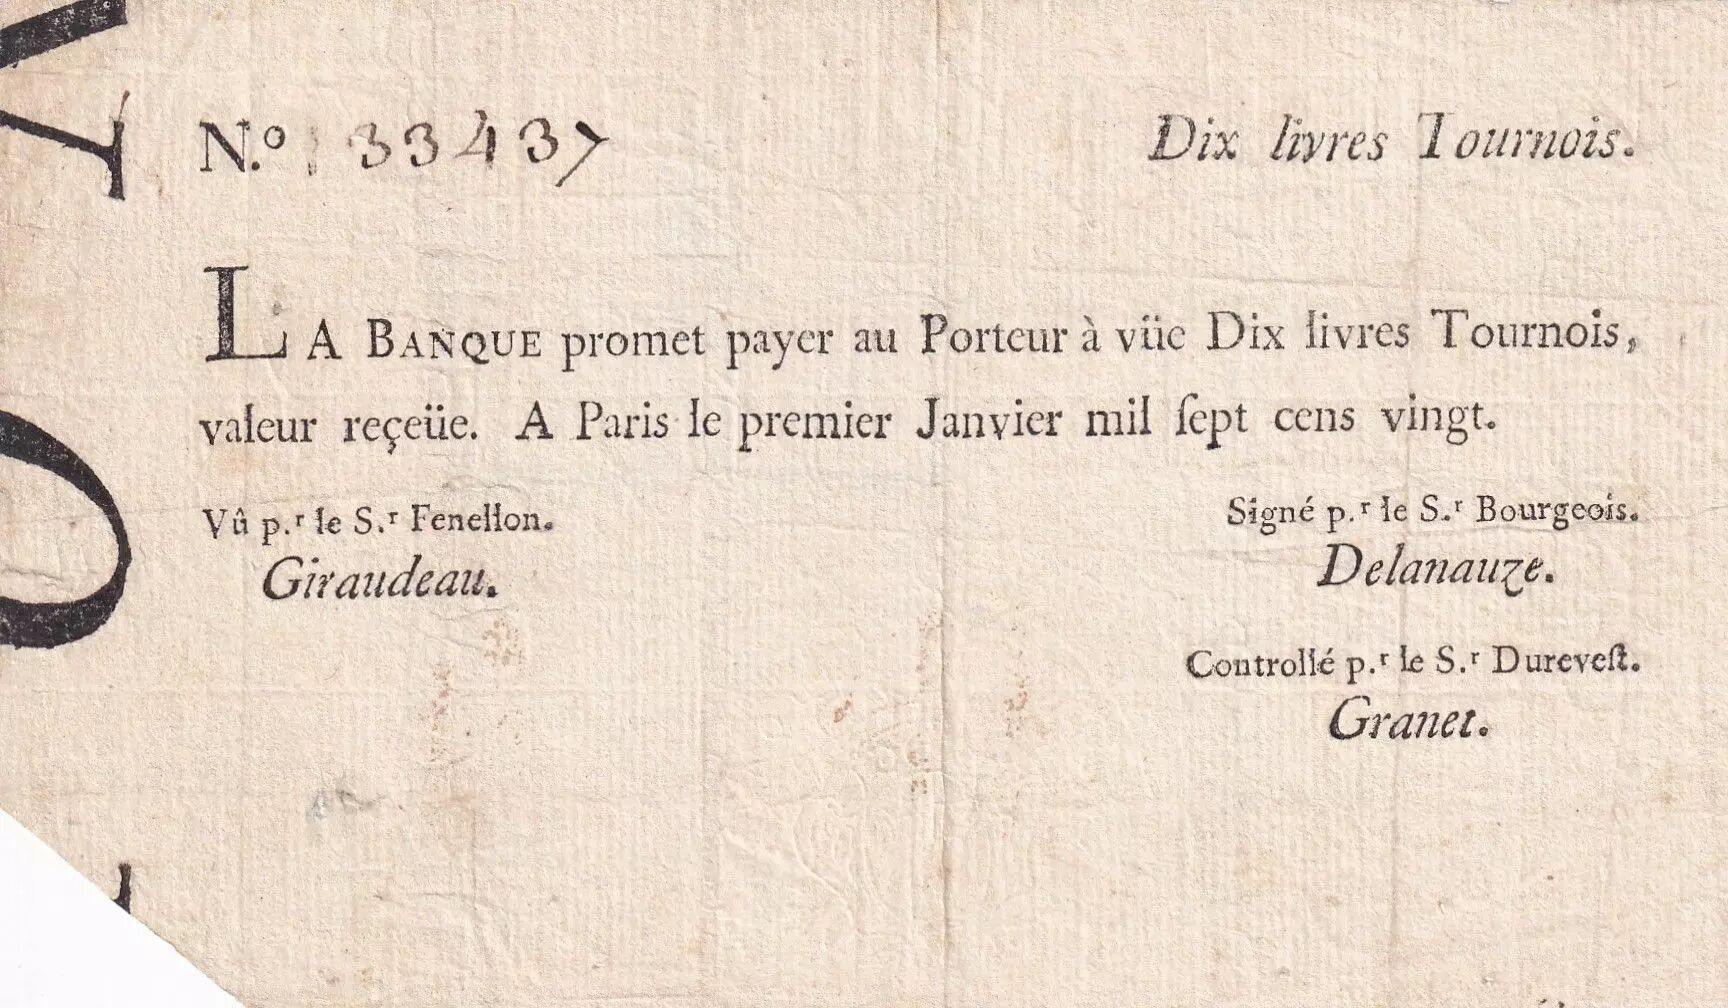 N.º 33437
Dix livres Tournois.
LA BANQUE promet payer au Porteur à vüe Dix livres Tournois,
valeur reçeüe. A Paris le premier Janvier mil ſept cens vingt.
Vû p.ʳ le S.ʳ Fenellon.
Giraudeau.
Signé p.ʳ le S.ʳ Bourgeois.
Delanauze.
Controllé p.ʳ le S.ʳ Dureveſt.
Granet.